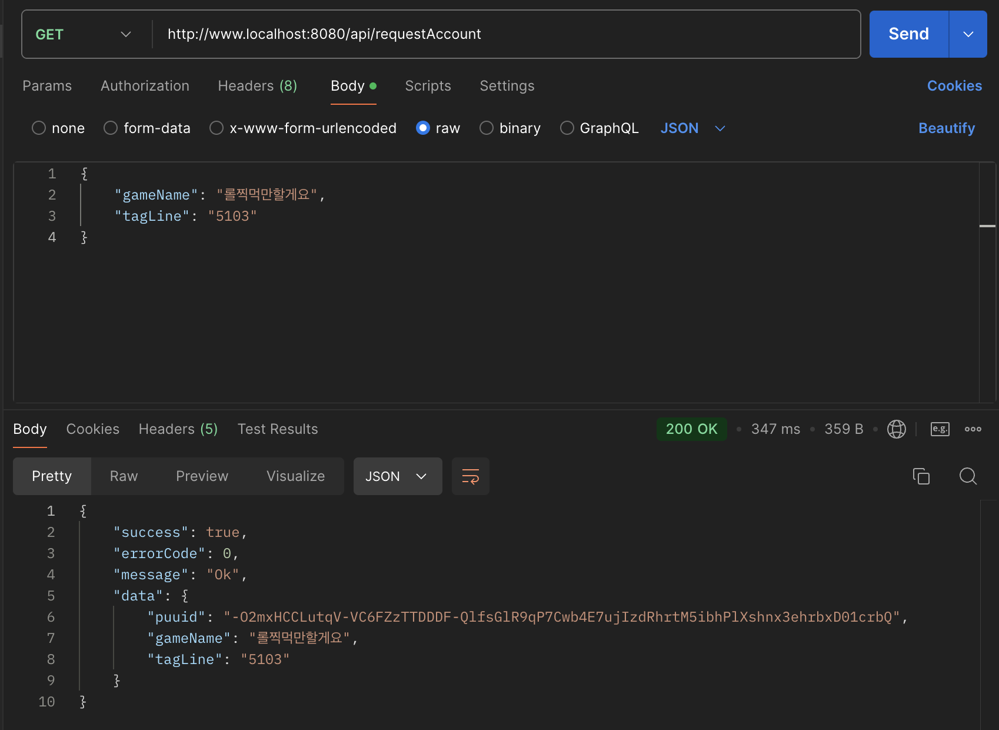 GET http://www.localhost:8080/api/requestAccount Send
Params Authorization Headers (8) Body Scripts Settings Cookies
none form-data x-www-form-urlencoded raw binary GraphQL JSON Beautify
1 {
2 "gameName": "롤찍먹만할게요",
3 "tagLine": "5103"
4 }
Body Cookies Headers (5) Test Results 200 OK • 347 ms • 359 B • e.g.
Pretty Raw Preview Visualize JSON
1 {
2 "success": true,
3 "errorCode": 0,
4 "message": "Ok",
5 "data": {
6 "puuid": "-O2mxHCCLutqV-VC6FZzTTDDDF-QlfsGlR9qP7Cwb4E7ujIzdRhrtM5ibhPlXshnx3ehrbxD01crbQ",
7 "gameName": "롤찍먹만할게요",
8 "tagLine": "5103"
9 }
10 }